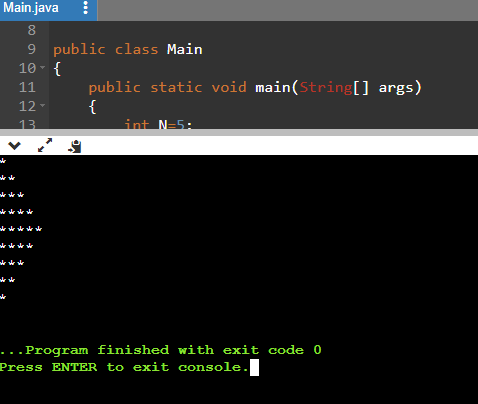 Main.java
8
9 public class Main
10 {
11 public static void main(String[] args)
12 {
13 int N=5;
*
**
***
****
*****
****
***
**
*
...Program finished with exit code 0
Press ENTER to exit console.